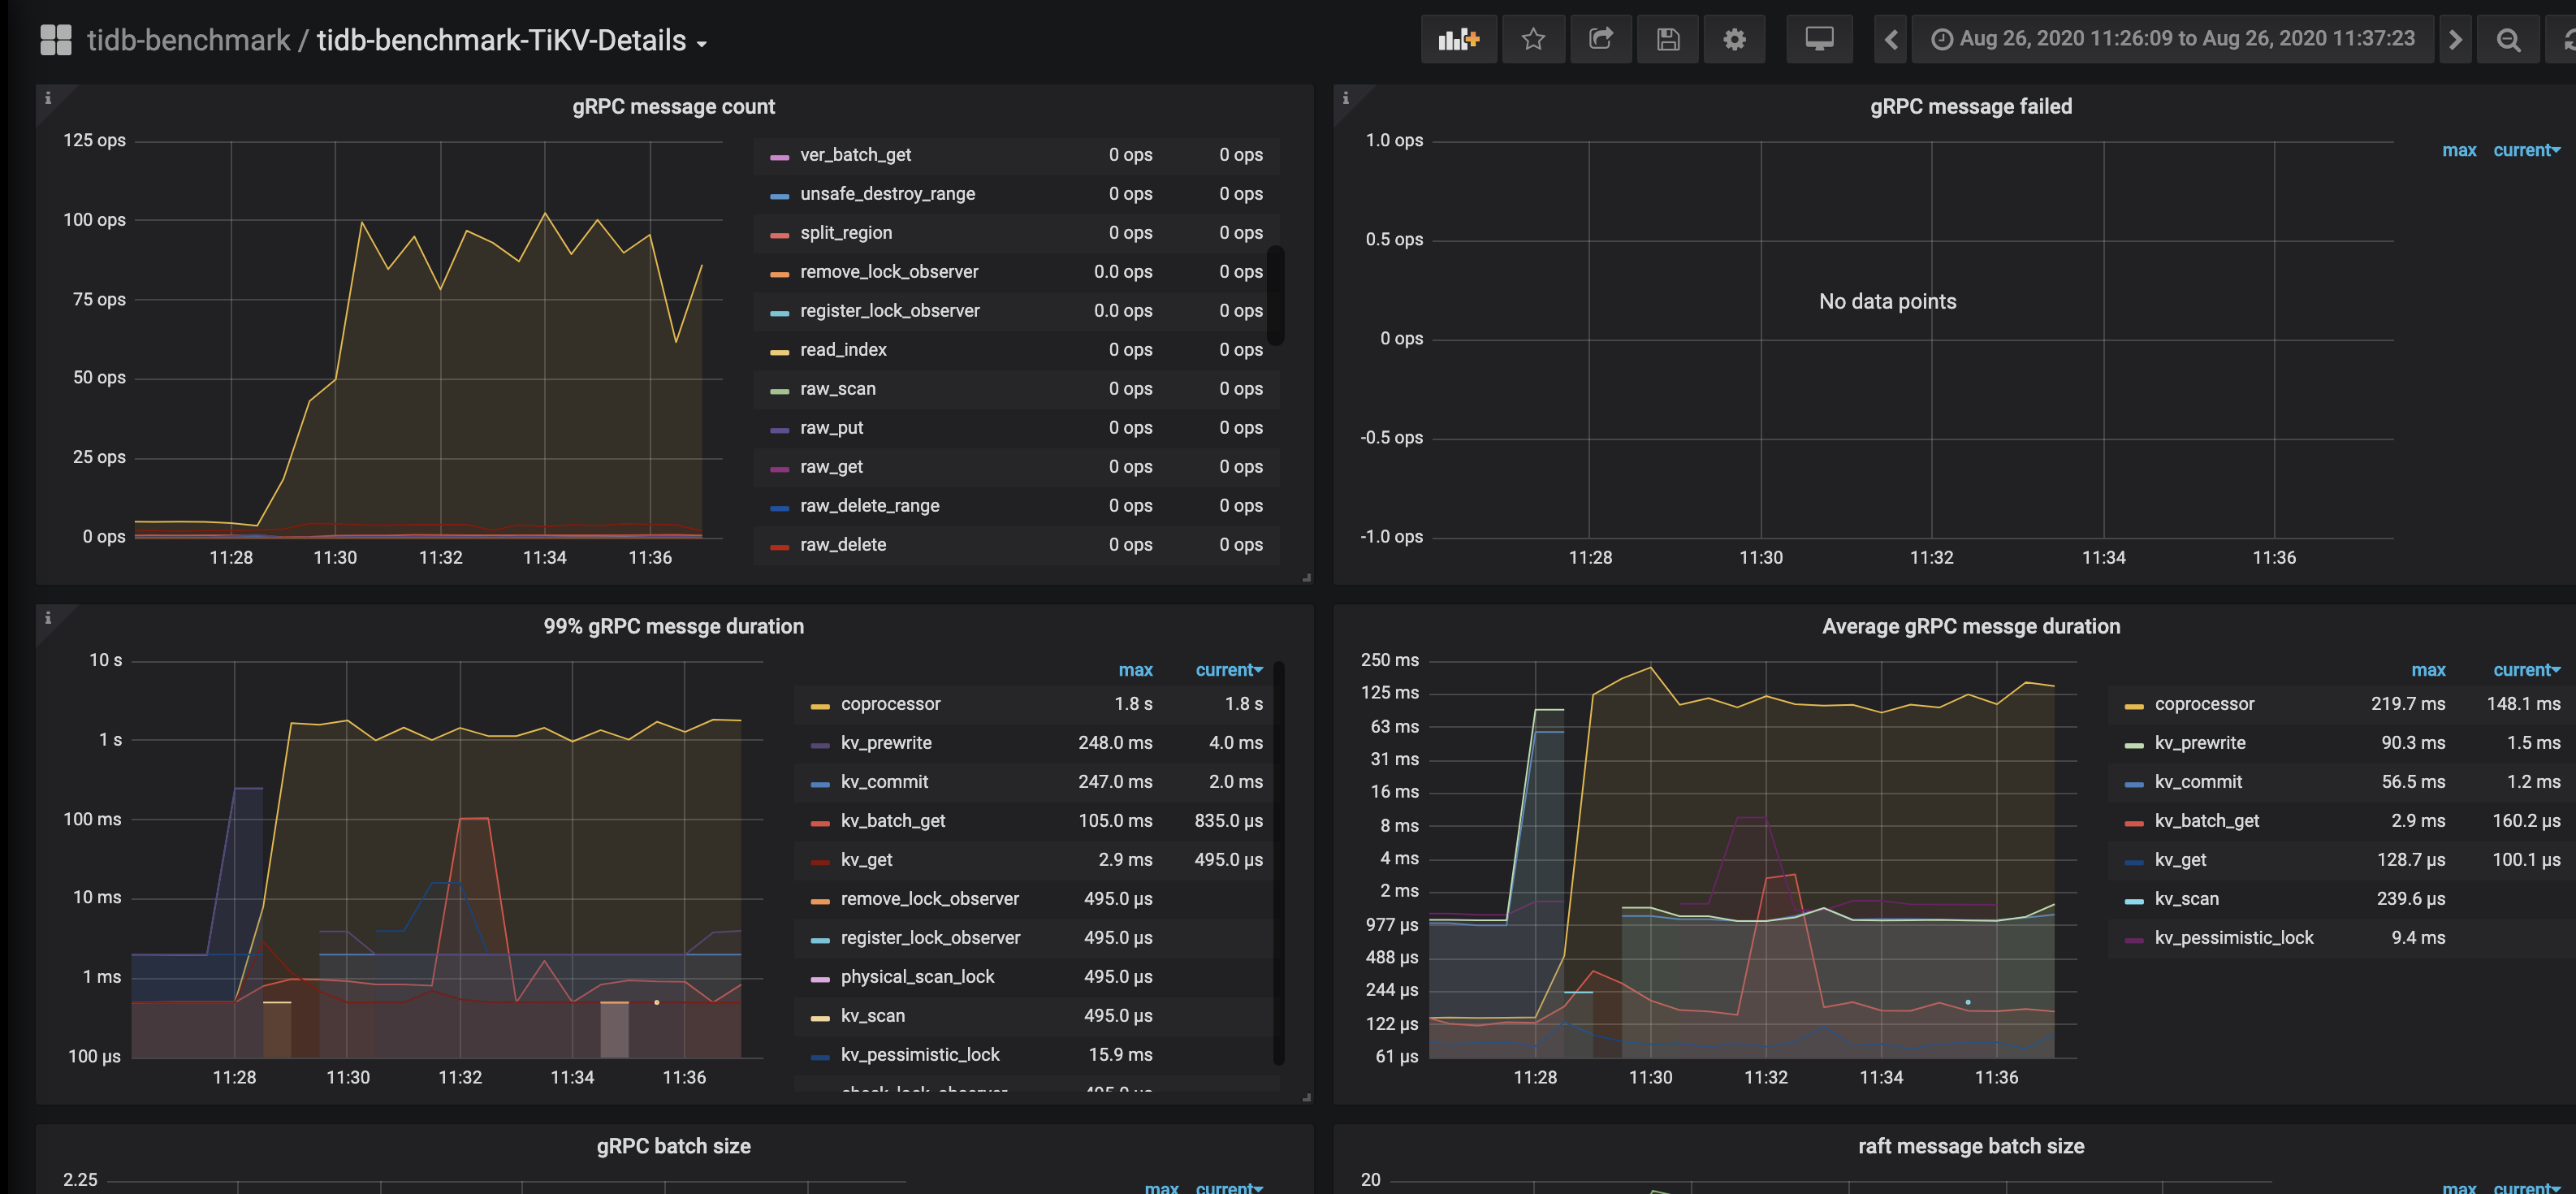 tidb-benchmark / tidb-benchmark-TiKV-Details
Aug 26, 2020 11:26:09 to Aug 26, 2020 11:37:23
gRPC message count
125 ops
100 ops
75 ops
50 ops
25 ops
0 ops
11:28 11:30 11:32 11:34 11:36
ver_batch_get 0 ops 0 ops
unsafe_destroy_range 0 ops 0 ops
split_region 0 ops 0 ops
remove_lock_observer 0.0 ops 0 ops
register_lock_observer 0.0 ops 0 ops
read_index 0 ops 0 ops
raw_scan 0 ops 0 ops
raw_put 0 ops 0 ops
raw_get 0 ops 0 ops
raw_delete_range 0 ops 0 ops
raw_delete 0 ops 0 ops
gRPC message failed
1.0 ops
0.5 ops
0 ops
-0.5 ops
-1.0 ops
No data points
11:28 11:30 11:32 11:34 11:36
max current
99% gRPC messge duration
10 s
1 s
100 ms
10 ms
1 ms
100 µs
11:28 11:30 11:32 11:34 11:36
max current
coprocessor 1.8 s 1.8 s
kv_prewrite 248.0 ms 4.0 ms
kv_commit 247.0 ms 2.0 ms
kv_batch_get 105.0 ms 835.0 µs
kv_get 2.9 ms 495.0 µs
remove_lock_observer 495.0 µs
register_lock_observer 495.0 µs
physical_scan_lock 495.0 µs
kv_scan 495.0 µs
kv_pessimistic_lock 15.9 ms
check_lock_observer 495.0 µs
Average gRPC messge duration
250 ms
125 ms
63 ms
31 ms
16 ms
8 ms
4 ms
2 ms
977 µs
488 µs
244 µs
122 µs
61 µs
11:28 11:30 11:32 11:34 11:36
max current
coprocessor 219.7 ms 148.1 ms
kv_prewrite 90.3 ms 1.5 ms
kv_commit 56.5 ms 1.2 ms
kv_batch_get 2.9 ms 160.2 µs
kv_get 128.7 µs 100.1 µs
kv_scan 239.6 µs
kv_pessimistic_lock 9.4 ms
gRPC batch size
2.25
max current
raft message batch size
20
max current